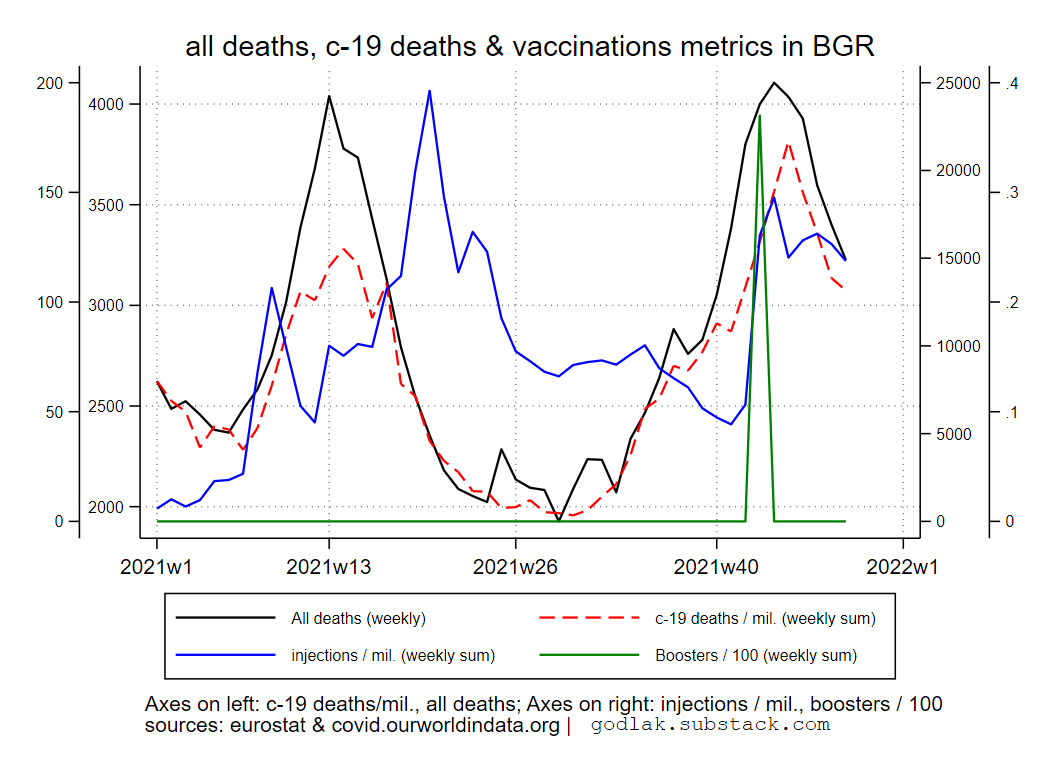 all deaths, c-19 deaths & vaccinations metrics in BGR
200 4000 25000 .4
150 3500 20000 .3
15000
100 3000 .2
10000
50 2500 5000 .1
0 2000 0 0
2021w1 2021w13 2021w26 2021w40 2022w1
All deaths (weekly) c-19 deaths / mil. (weekly sum)
injections / mil. (weekly sum) Boosters / 100 (weekly sum)
Axes on left: c-19 deaths/mil., all deaths; Axes on right: injections / mil., boosters / 100
sources: eurostat & covid.ourworldindata.org | godlak.substack.com